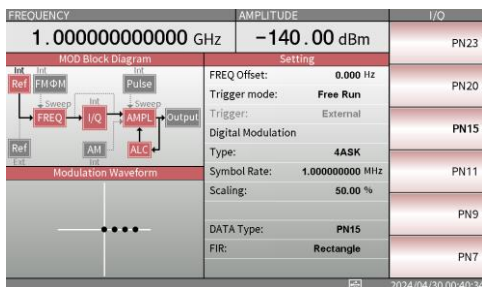 FREQUENCY AMPLITUDE I/O
1.000000000000 GHz -140.00 dBm
PN23
PN20
PN15
PN11
PN9
PN7
MOD Block Diagram
Int Int Int
Ref FMΦM Pulse
Sweep Int Sweep
FREQ I/Q AMPL Output
Ref AM ALC
Ext Int
Modulation Waveform
Setting
FREQ Offset: 0.000 Hz
Trigger mode: Free Run
Trigger: External
Digital Modulation
Type: 4ASK
Symbol Rate: 1.000000000 MHz
Scaling: 50.00 %
DATA Type: PN15
FIR: Rectangle
2024/04/30 00:40:34